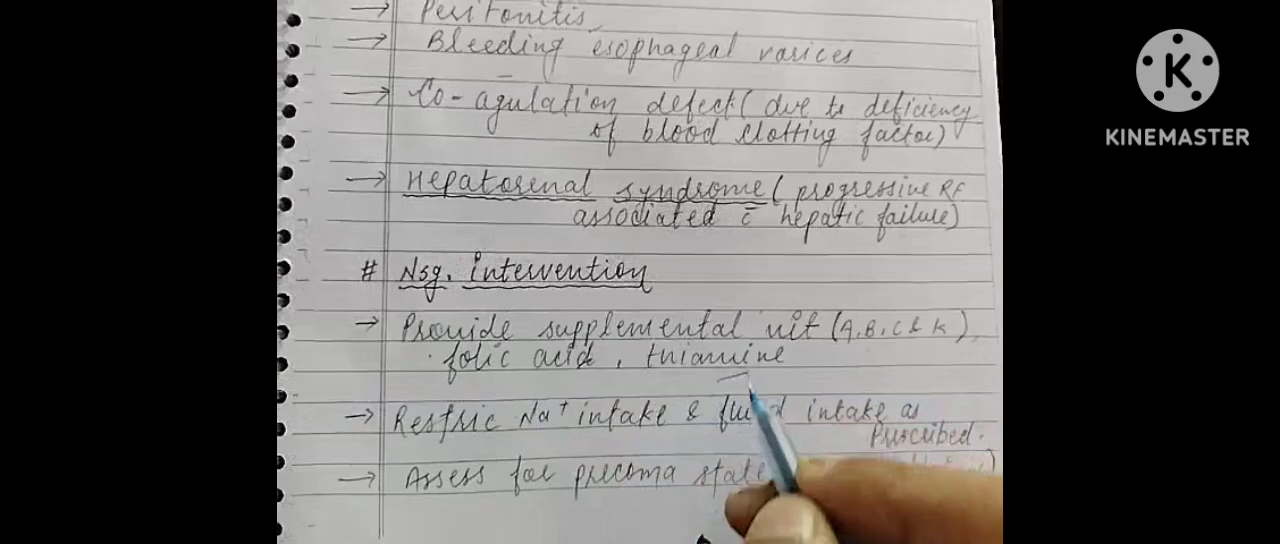 → Peritonitis
→ Bleeding esophageal varices
→ Co-agulation defect (due to deficiency
of blood clotting factor)
→ Hepatorenal syndrome (progressive RF
associated c̄ hepatic failure)
# Nsg. intervention
→ Provide supplemental vit (A, B, C & K),
folic acid, thiamine
→ Restric Na+ intake & fluid intake as
Prescribed.
→ Assess for precoma state
K
KINEMASTER